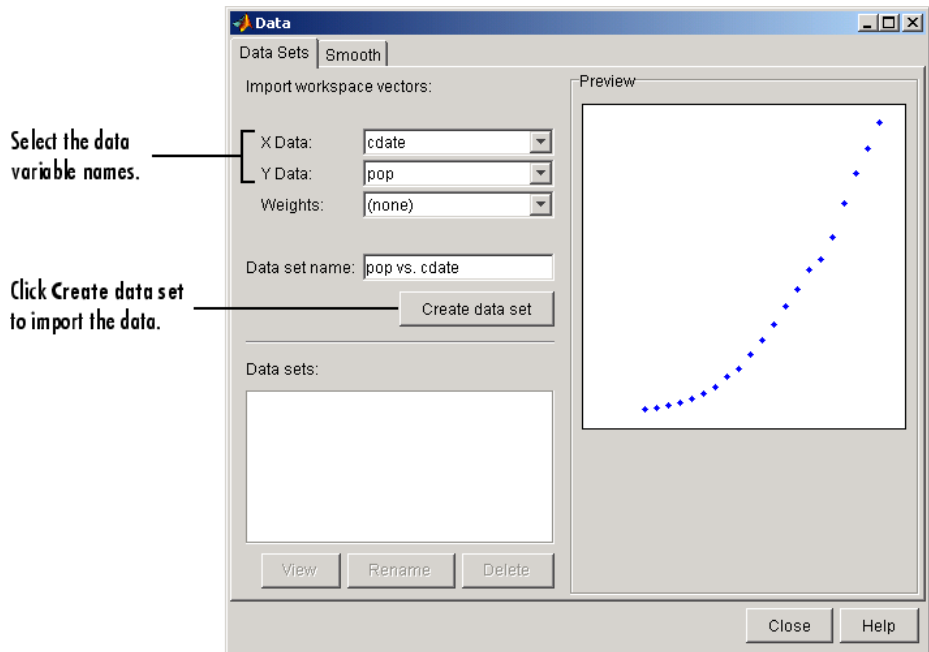 Data
Data Sets
Smooth
Import workspace vectors:
Select the data
variable names.
X Data:
cdate
Y Data:
pop
Weights:
(none)
Data set name:
pop vs. cdate
Click Create data set
to import the data.
Create data set
Data sets:
View
Rename
Delete
Preview
Close
Help